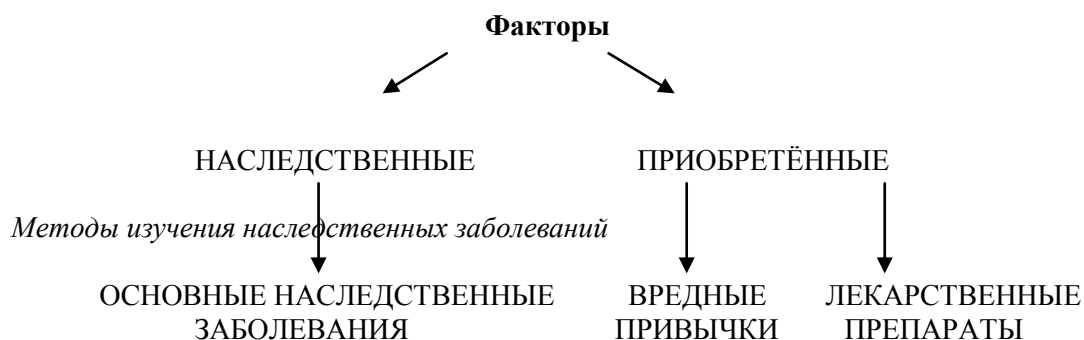 Факторы
НАСЛЕДСТВЕННЫЕ ПРИОБРЕТЁННЫЕ
Методы изучения наследственных заболеваний
ОСНОВНЫЕ НАСЛЕДСТВЕННЫЕ ВРЕДНЫЕ ЛЕКАРСТВЕННЫЕ
ЗАБОЛЕВАНИЯ ПРИВЫЧКИ ПРЕПАРАТЫ